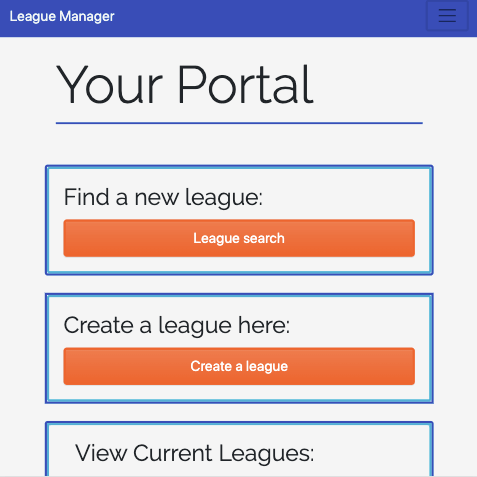 League Manager
Your Portal
Find a new league:
League search
Create a league here:
Create a league
View Current Leagues: